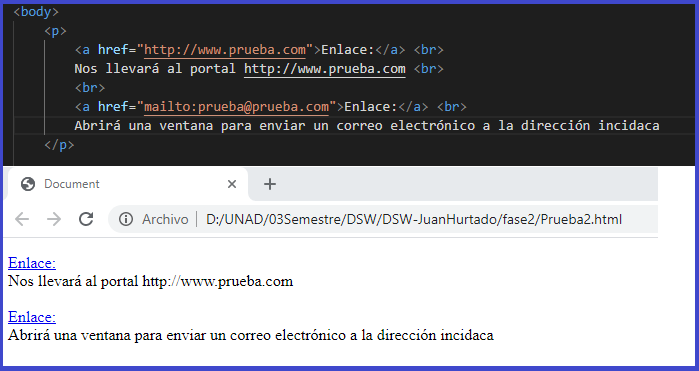 <body>
<p>
<a href="http://www.prueba.com">Enlace:</a> <br>
Nos llevará al portal http://www.prueba.com <br>
<br>
<a href="mailto:prueba@prueba.com">Enlace:</a> <br>
Abrirá una ventana para enviar un correo electrónico a la dirección incidaca
</p>
Document
Archivo | D:/UNAD/03Semestre/DSW/DSW-JuanHurtado/fase2/Prueba2.html
Enlace:
Nos llevará al portal http://www.prueba.com
Enlace:
Abrirá una ventana para enviar un correo electrónico a la dirección incidaca